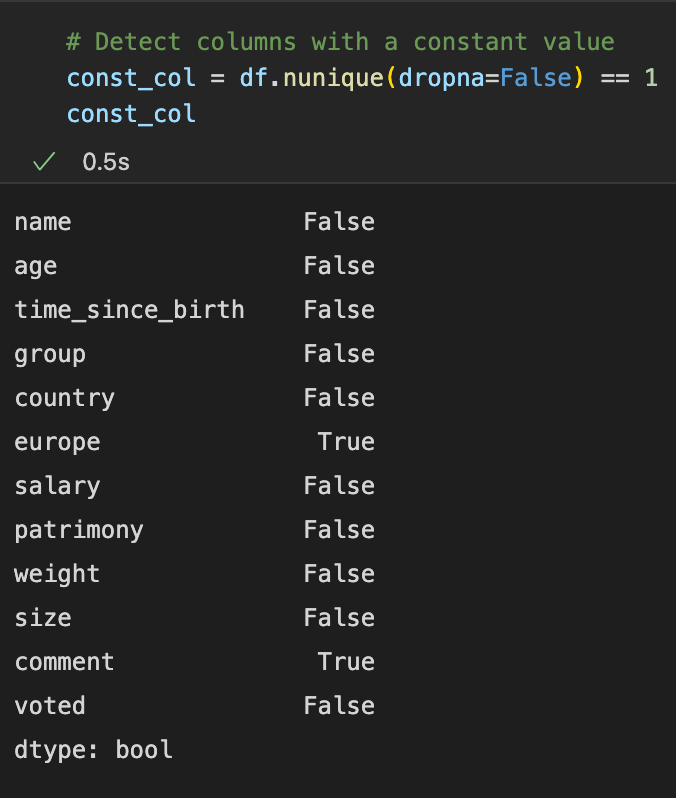 # Detect columns with a constant value
const_col = df.nunique(dropna=False) == 1
const_col
0.5s
name False
age False
time_since_birth False
group False
country False
europe True
salary False
patrimony False
weight False
size False
comment True
voted False
dtype: bool